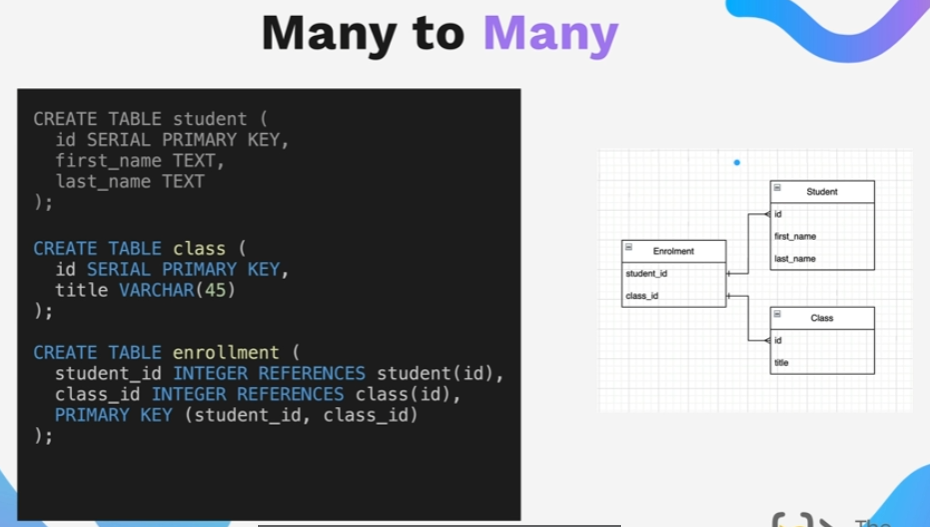 Many to Many
CREATE TABLE student (
  id SERIAL PRIMARY KEY,
  first_name TEXT,
  last_name TEXT
);
CREATE TABLE class (
  id SERIAL PRIMARY KEY,
  title VARCHAR(45)
);
CREATE TABLE enrollment (
  student_id INTEGER REFERENCES student(id),
  class_id INTEGER REFERENCES class(id),
  PRIMARY KEY (student_id, class_id)
);
Student
id
first_name
last_name
Enrolment
student_id
class_id
Class
id
title
The